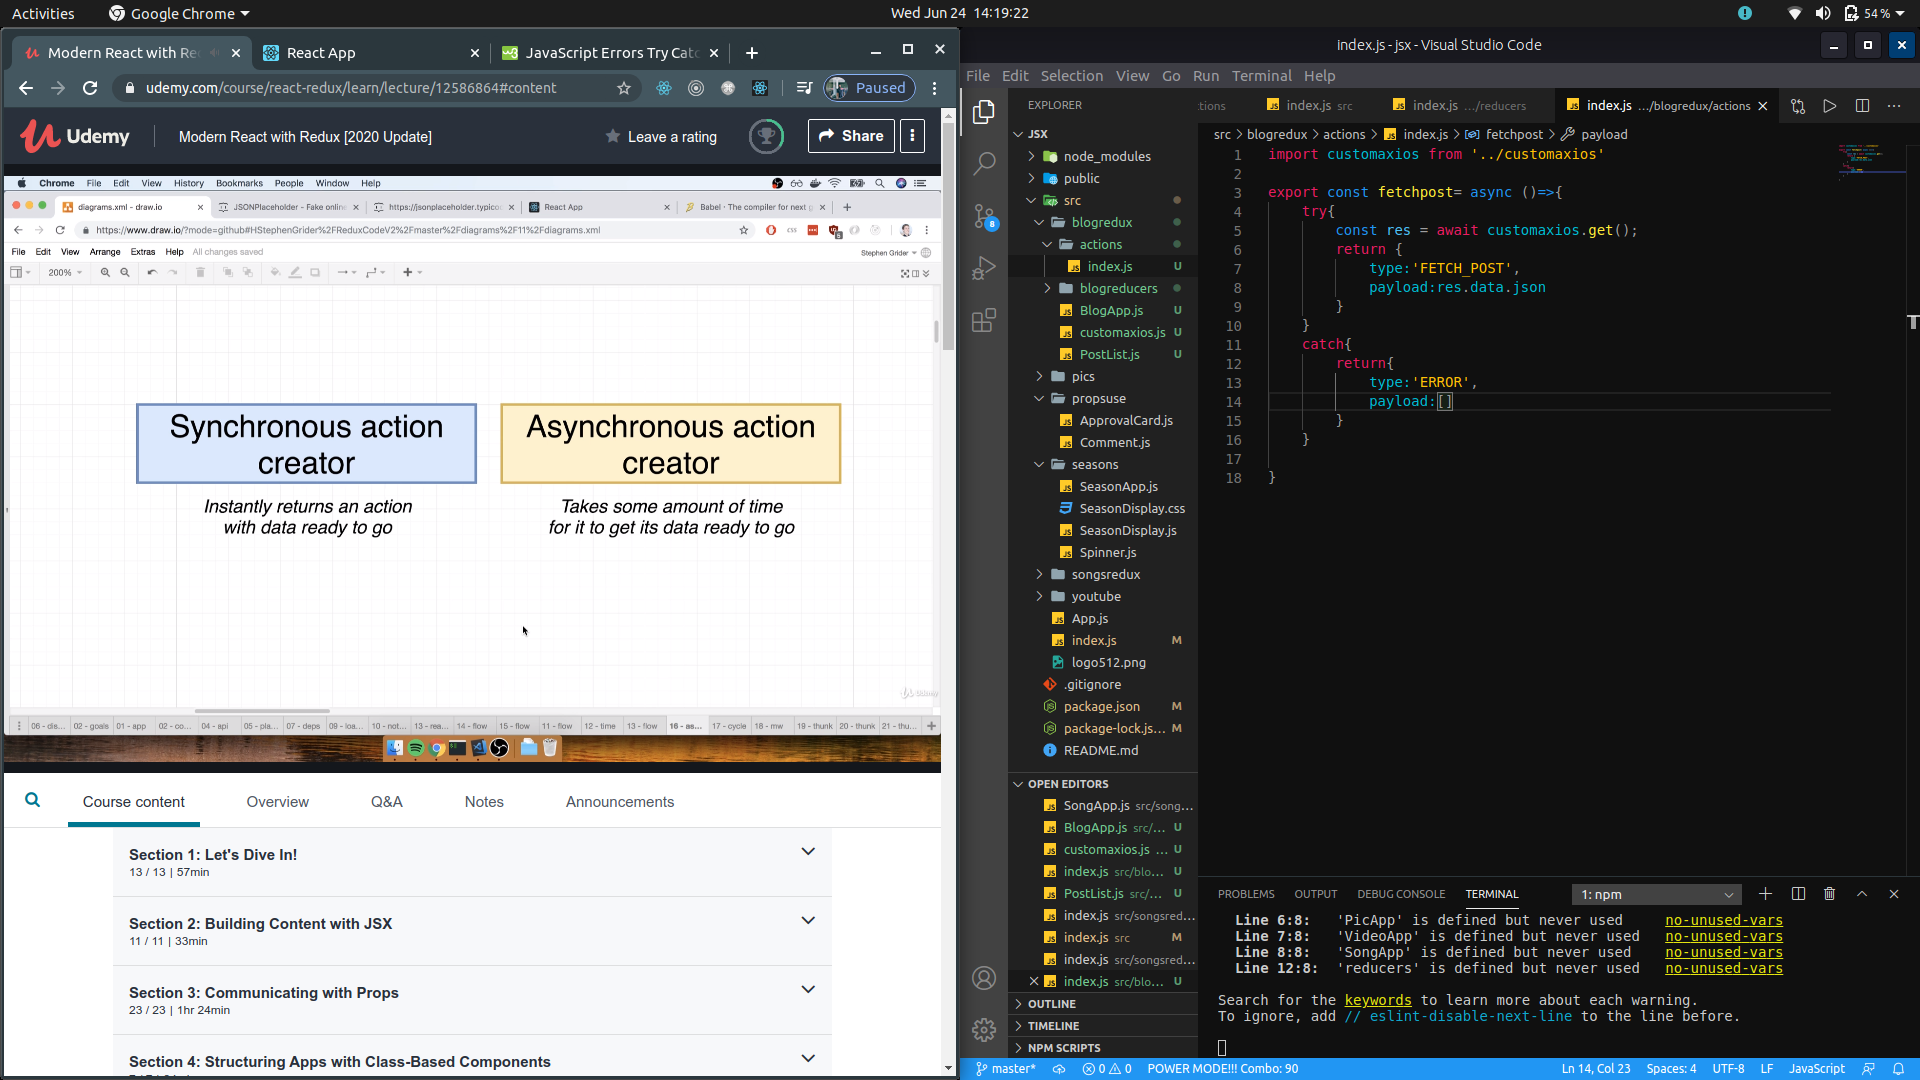 Activities
Google Chrome
Wed Jun 24 14:19:22
54 %
Modern React with Re
React App
JavaScript Errors Try Catc
udemy.com/course/react-redux/learn/lecture/12586864#content
Paused
Udemy
Modern React with Redux [2020 Update]
Leave a rating
Share
Chrome File Edit View History Bookmarks People Window Help
diagrams.xml - draw.io
JSONPlaceholder - Fake online
https://jsonplaceholder.typico
React App
Babel · The compiler for next g
https://www.draw.io/?mode=github#HStephenGrider%2FReduxCodeV2%2Fmaster%2Fdiagrams%2F11%2Fdiagrams.xml
File Edit View Arrange Extras Help All changes saved
Stephen Grider
200%
Synchronous action
creator
Asynchronous action
creator
Instantly returns an action
with data ready to go
Takes some amount of time
for it to get its data ready to go
Udemy
06 - dia... 02 - goals 01 - app 02 - co... 04 - api 05 - pla... 07 - deps 09 - loa... 10 - not... 13 - rea... 14 - flow 15 - flow 11 - flow 12 - time 13 - flow 16 - as... 17 - cycle 18 - mw 19 - thunk 20 - thunk 21 - thu...
Course content
Overview
Q&A
Notes
Announcements
Section 1: Let's Dive In!
13 / 13 | 57min
Section 2: Building Content with JSX
11 / 11 | 33min
Section 3: Communicating with Props
23 / 23 | 1hr 24min
Section 4: Structuring Apps with Class-Based Components
index.js - jsx - Visual Studio Code
File Edit Selection View Go Run Terminal Help
EXPLORER
JSX
node_modules
public
src
blogredux
actions
index.js U
blogreducers
BlogApp.js U
customaxios.js U
PostList.js U
pics
propsuse
ApprovalCard.js
Comment.js
seasons
SeasonApp.js
SeasonDisplay.css
SeasonDisplay.js
Spinner.js
songsredux
youtube
App.js
index.js M
logo512.png
.gitignore
package.json M
package-lock.js... M
README.md
OPEN EDITORS
SongApp.js src/song...
BlogApp.js src/... U
customaxios.js ... U
index.js src/blo... U
PostList.js src/... U
index.js src/songsred...
index.js src M
index.js src/songsred...
index.js src/blo... U
OUTLINE
TIMELINE
NPM SCRIPTS
8
tions
index.js src
index.js .../reducers
index.js .../blogredux/actions
src > blogredux > actions > index.js > fetchpost > payload
1 import customaxios from '../customaxios'
2
3 export const fetchpost= async ()=>{
4 try{
5 const res = await customaxios.get();
6 return {
7 type:'FETCH_POST',
8 payload:res.data.json
9 }
10 }
11 catch{
12 return{
13 type:'ERROR',
14 payload:[]
15 }
16 }
17
18 }
PROBLEMS OUTPUT DEBUG CONSOLE TERMINAL
1: npm
Line 6:8: 'PicApp' is defined but never used no-unused-vars
Line 7:8: 'VideoApp' is defined but never used no-unused-vars
Line 8:8: 'SongApp' is defined but never used no-unused-vars
Line 12:8: 'reducers' is defined but never used no-unused-vars
Search for the keywords to learn more about each warning.
To ignore, add // eslint-disable-next-line to the line before.
master*
0 0
POWER MODE!!! Combo: 90
Ln 14, Col 23
Spaces: 4
UTF-8
LF
JavaScript